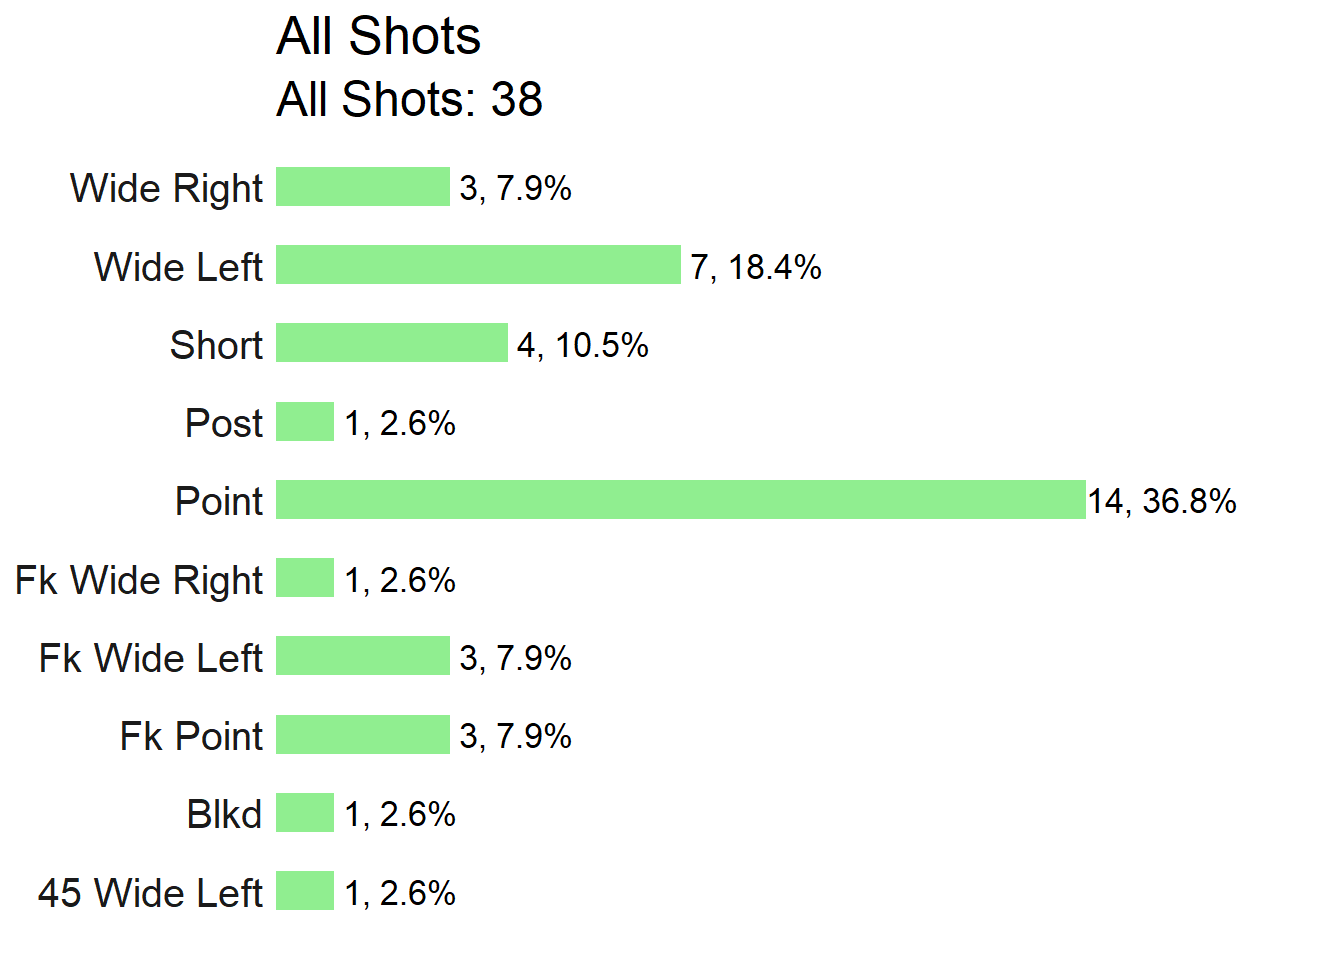 All Shots
All Shots: 38
Wide Right 3, 7.9%
Wide Left 7, 18.4%
Short 4, 10.5%
Post 1, 2.6%
Point 14, 36.8%
Fk Wide Right 1, 2.6%
Fk Wide Left 3, 7.9%
Fk Point 3, 7.9%
Blkd 1, 2.6%
45 Wide Left 1, 2.6%